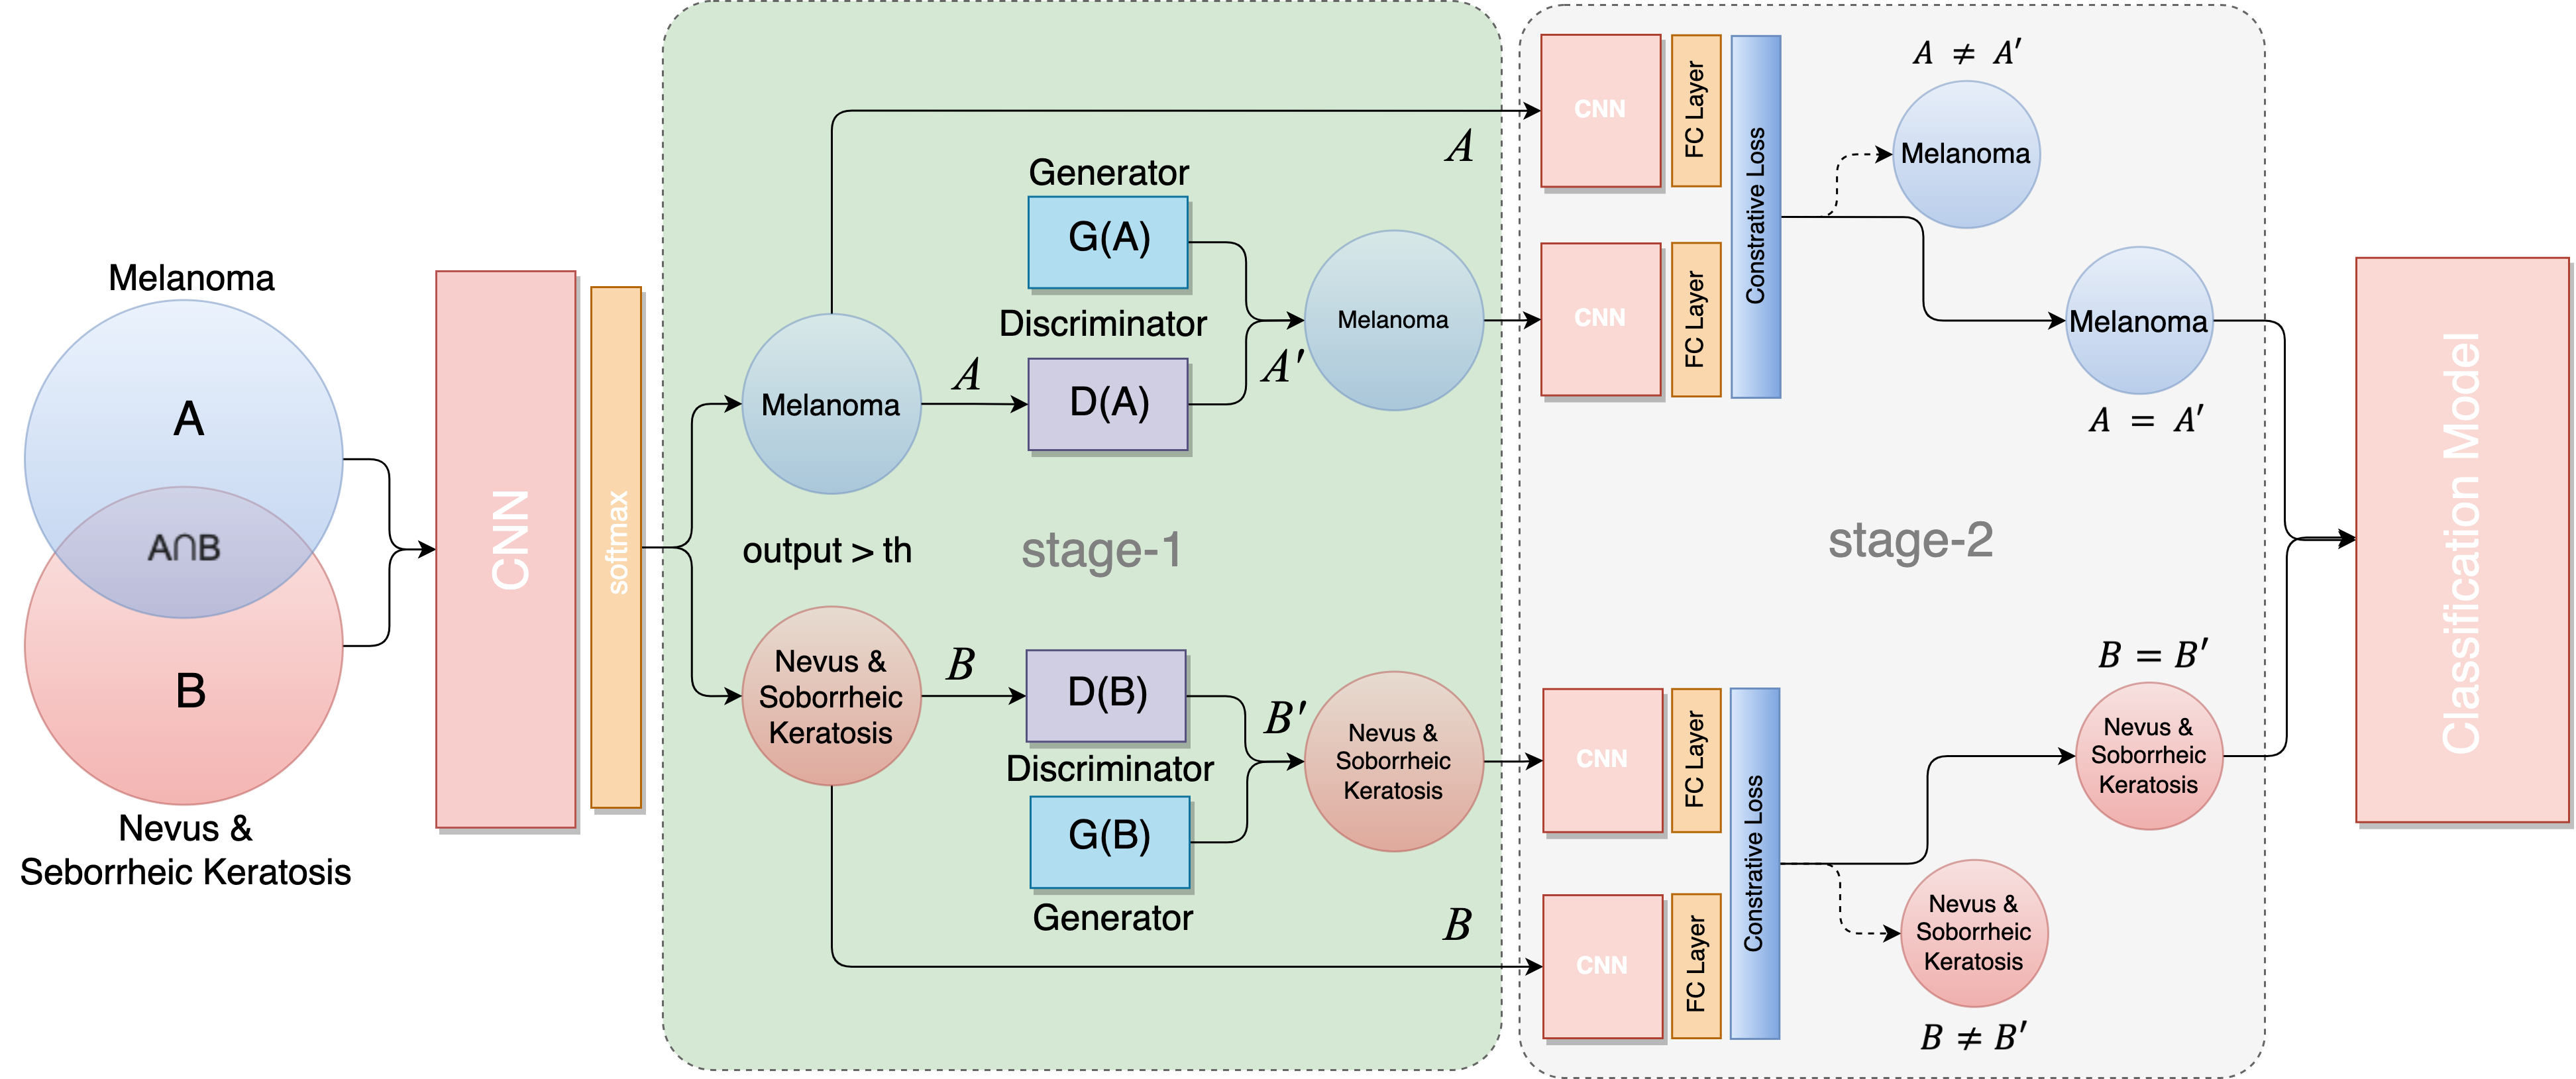 Melanoma
A
A∩B
B
Nevus &
Seborrheic Keratosis
CNN
softmax
Melanoma
output > th
Nevus &
Soborrheic
Keratosis
A
B
Generator
G(A)
Discriminator
D(A)
stage-1
D(B)
Discriminator
G(B)
Generator
A′
B′
Melanoma
Nevus &
Soborrheic
Keratosis
A
B
CNN
FC Layer
CNN
FC Layer
Constrative Loss
A ≠ A′
Melanoma
Melanoma
A = A′
stage-2
CNN
FC Layer
CNN
FC Layer
Constrative Loss
B = B′
Nevus &
Soborrheic
Keratosis
Nevus &
Soborrheic
Keratosis
B ≠ B′
Classification Model